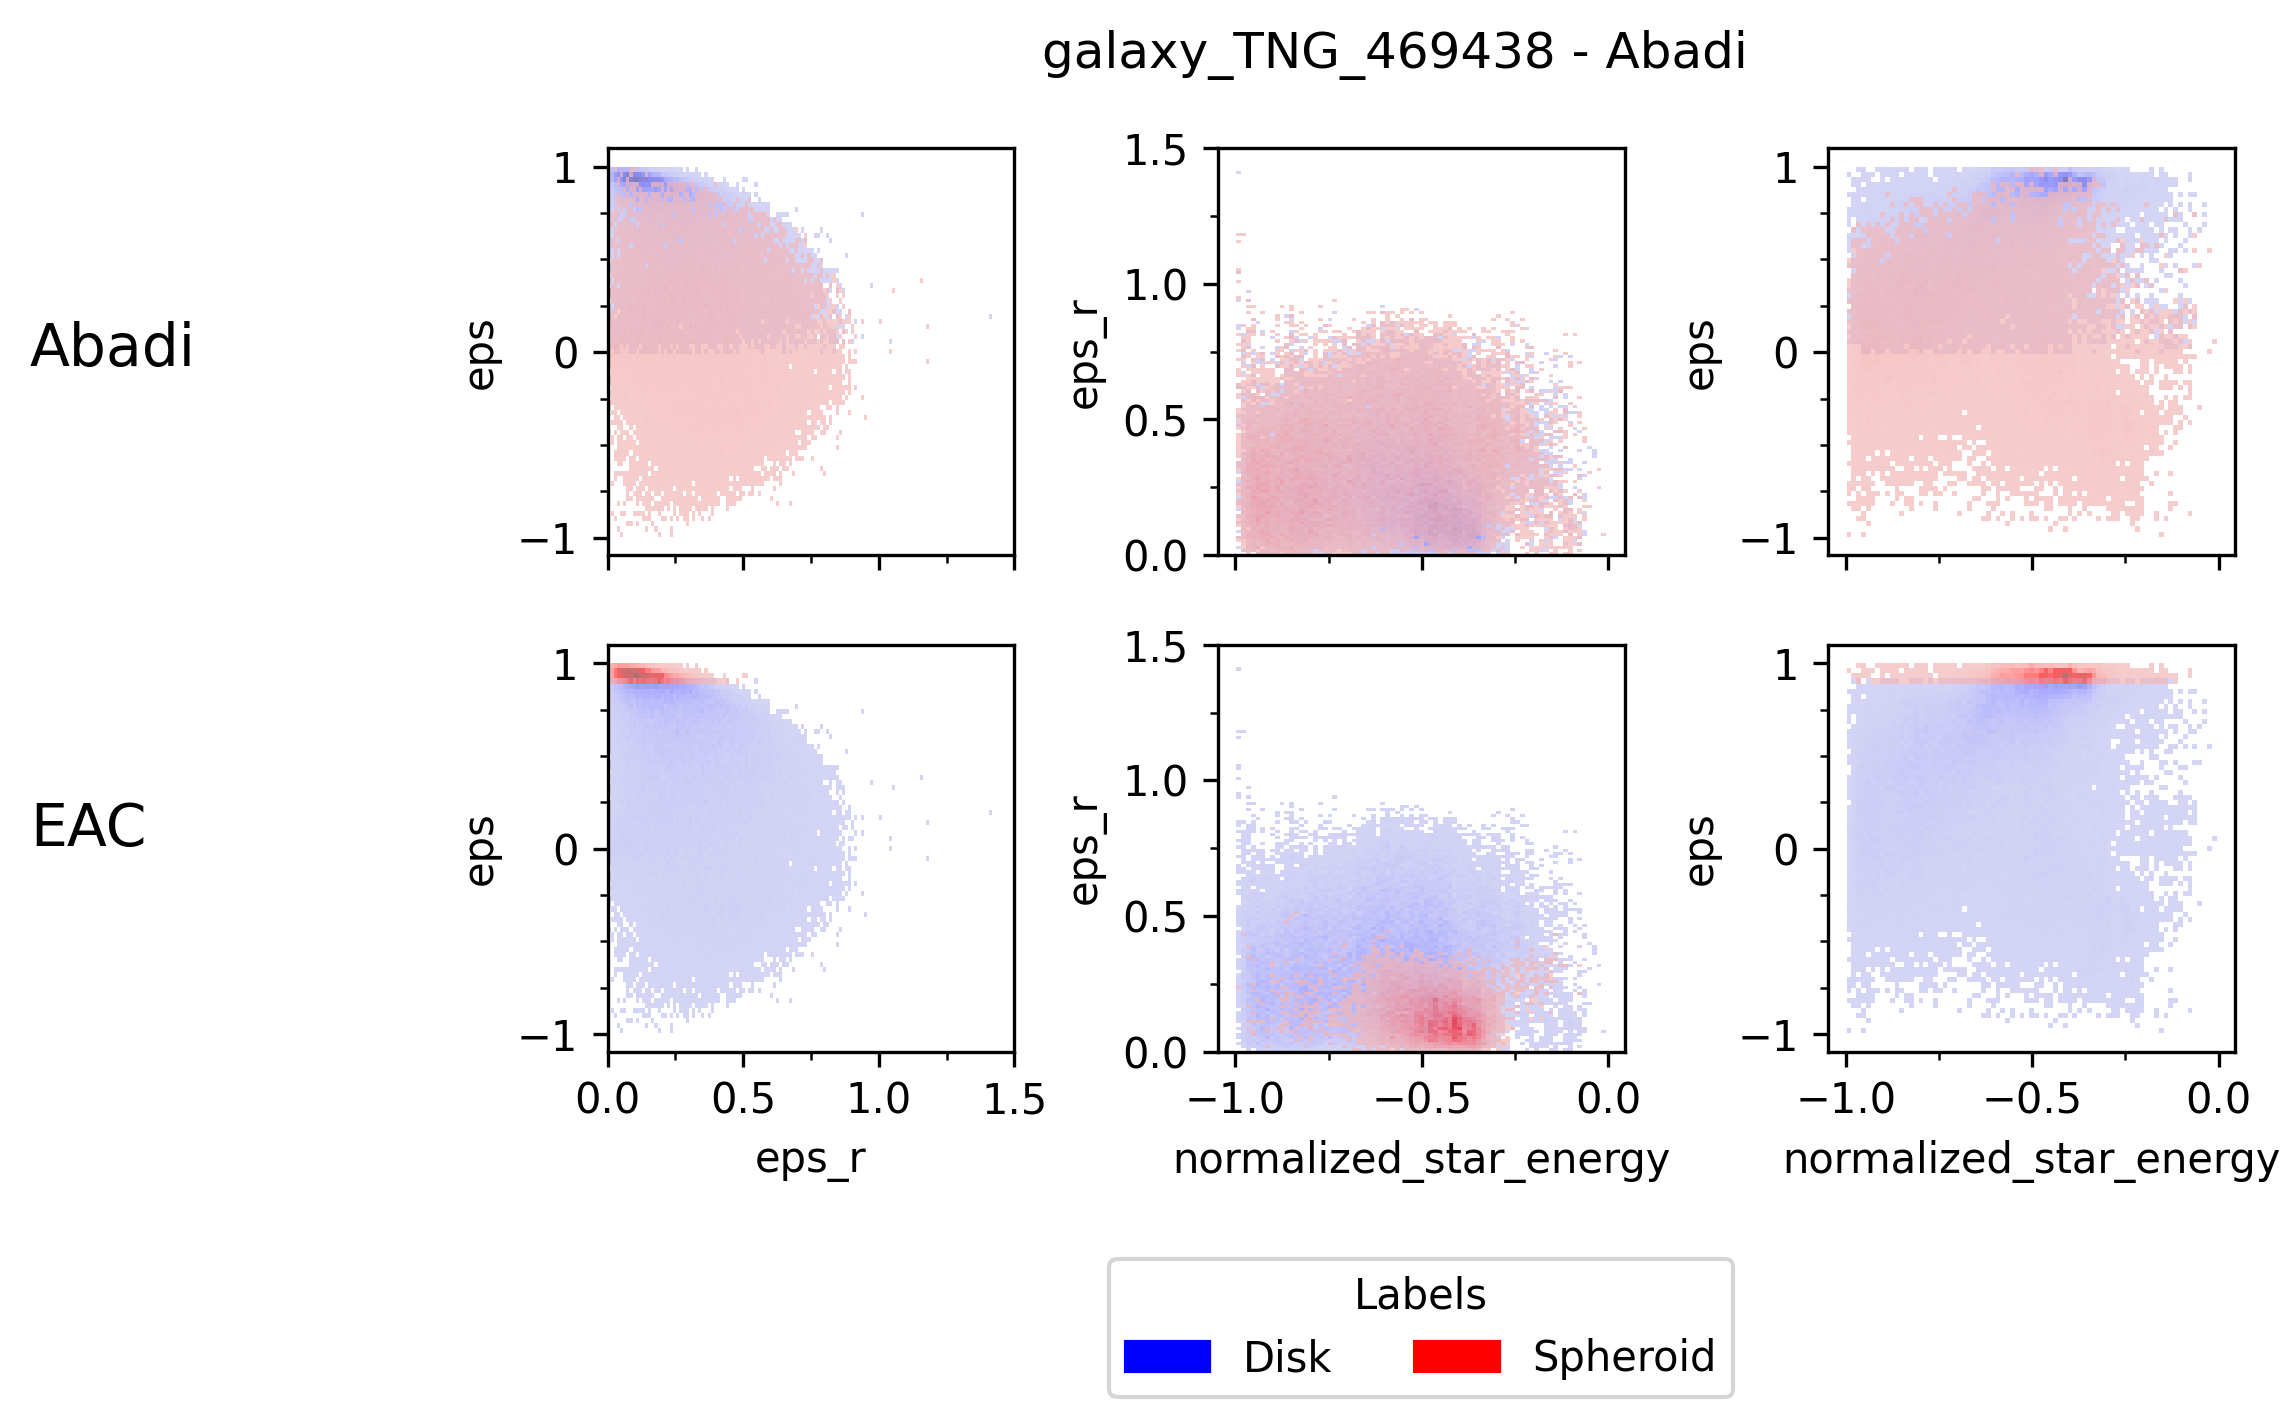 galaxy_TNG_469438 - Abadi
Abadi
1
0
−1
eps
1.5
1.0
0.5
0.0
eps_r
1
0
−1
eps
EAC
1
0
−1
eps
0.0 0.5 1.0 1.5
eps_r
1.5
1.0
0.5
0.0
eps_r
−1.0 −0.5 0.0
normalized_star_energy
1
0
−1
eps
−1.0 −0.5 0.0
normalized_star_energy
Labels
Disk Spheroid